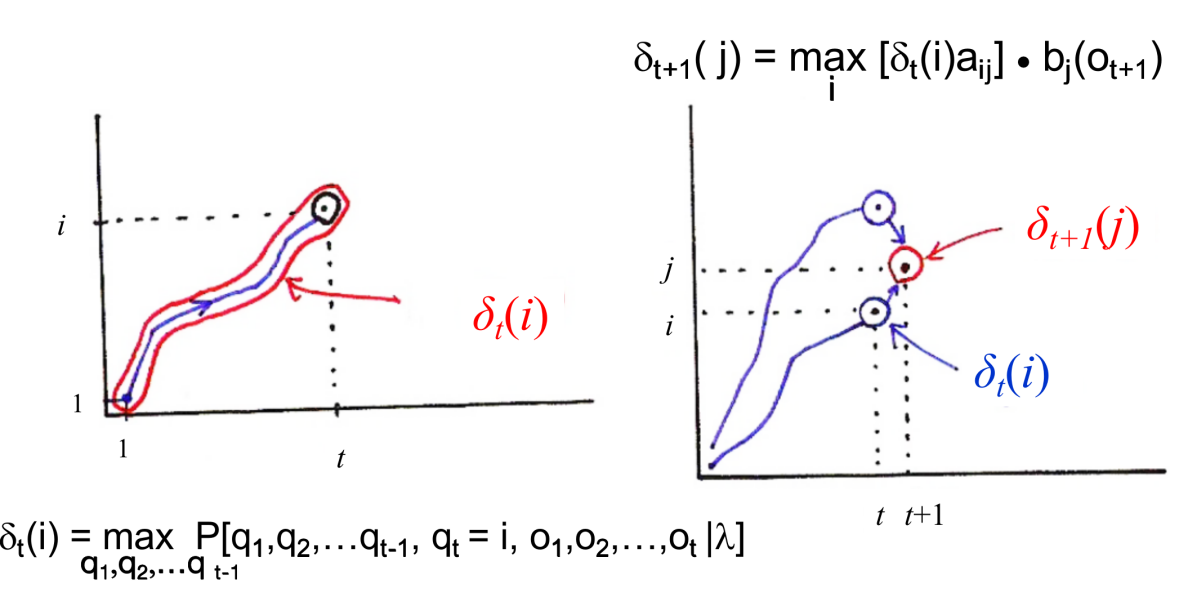 δt+1( j) = max [δt(i)aij] • bj(ot+1)
i
i
δt(i)
1
1
t
δt+1(j)
j
i
δt(i)
t t+1
δt(i) = max P[q1,q2,…qt-1, qt = i, o1,o2,…,ot |λ]
q1,q2,…q t-1